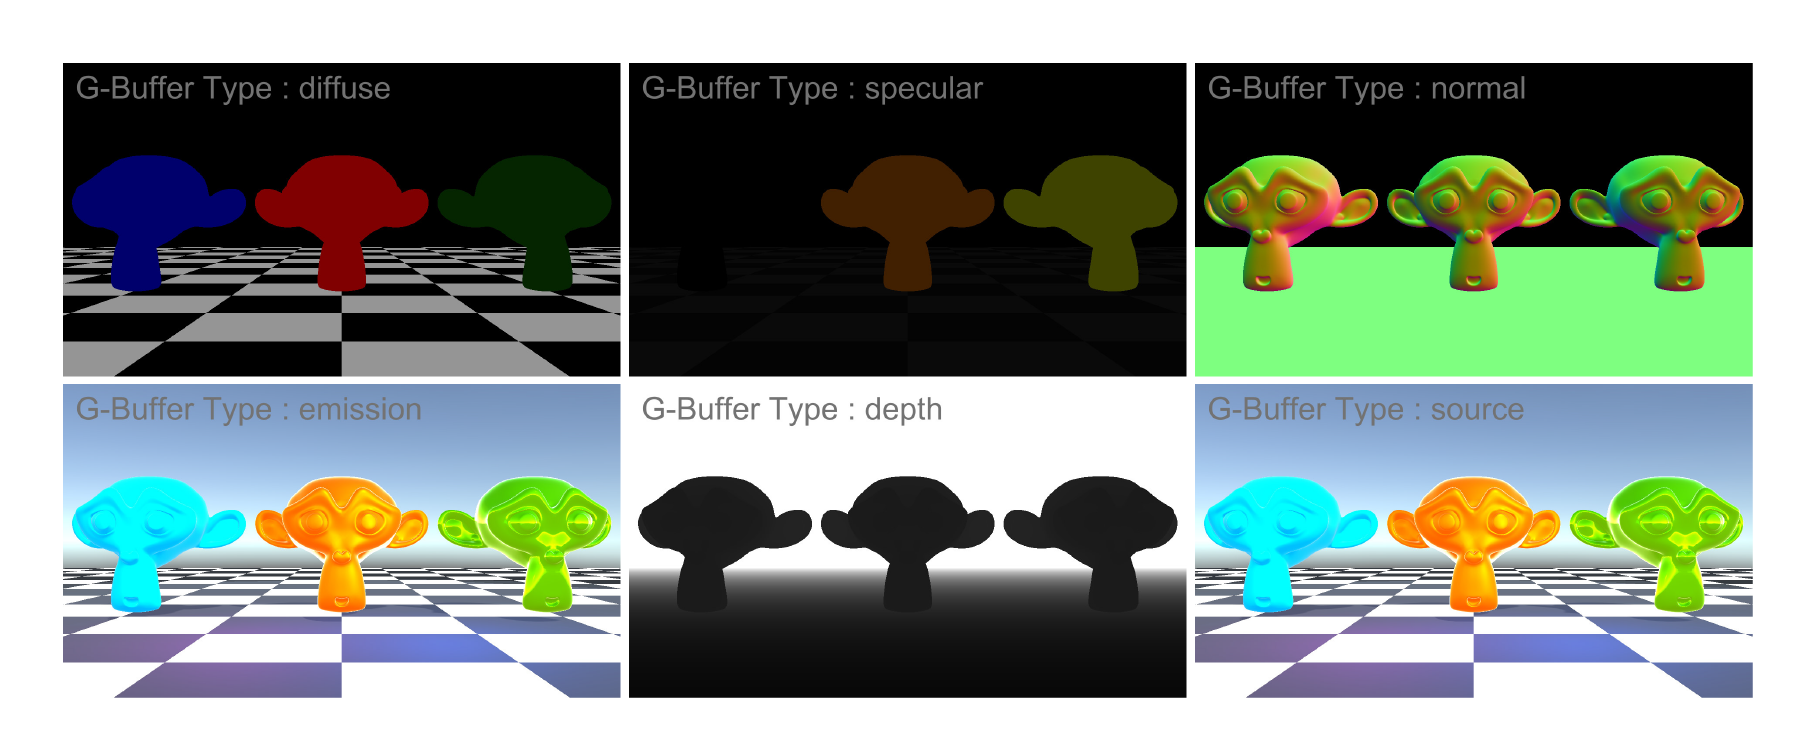 G-Buffer Type : diffuse
G-Buffer Type : specular
G-Buffer Type : normal
G-Buffer Type : emission
G-Buffer Type : depth
G-Buffer Type : source